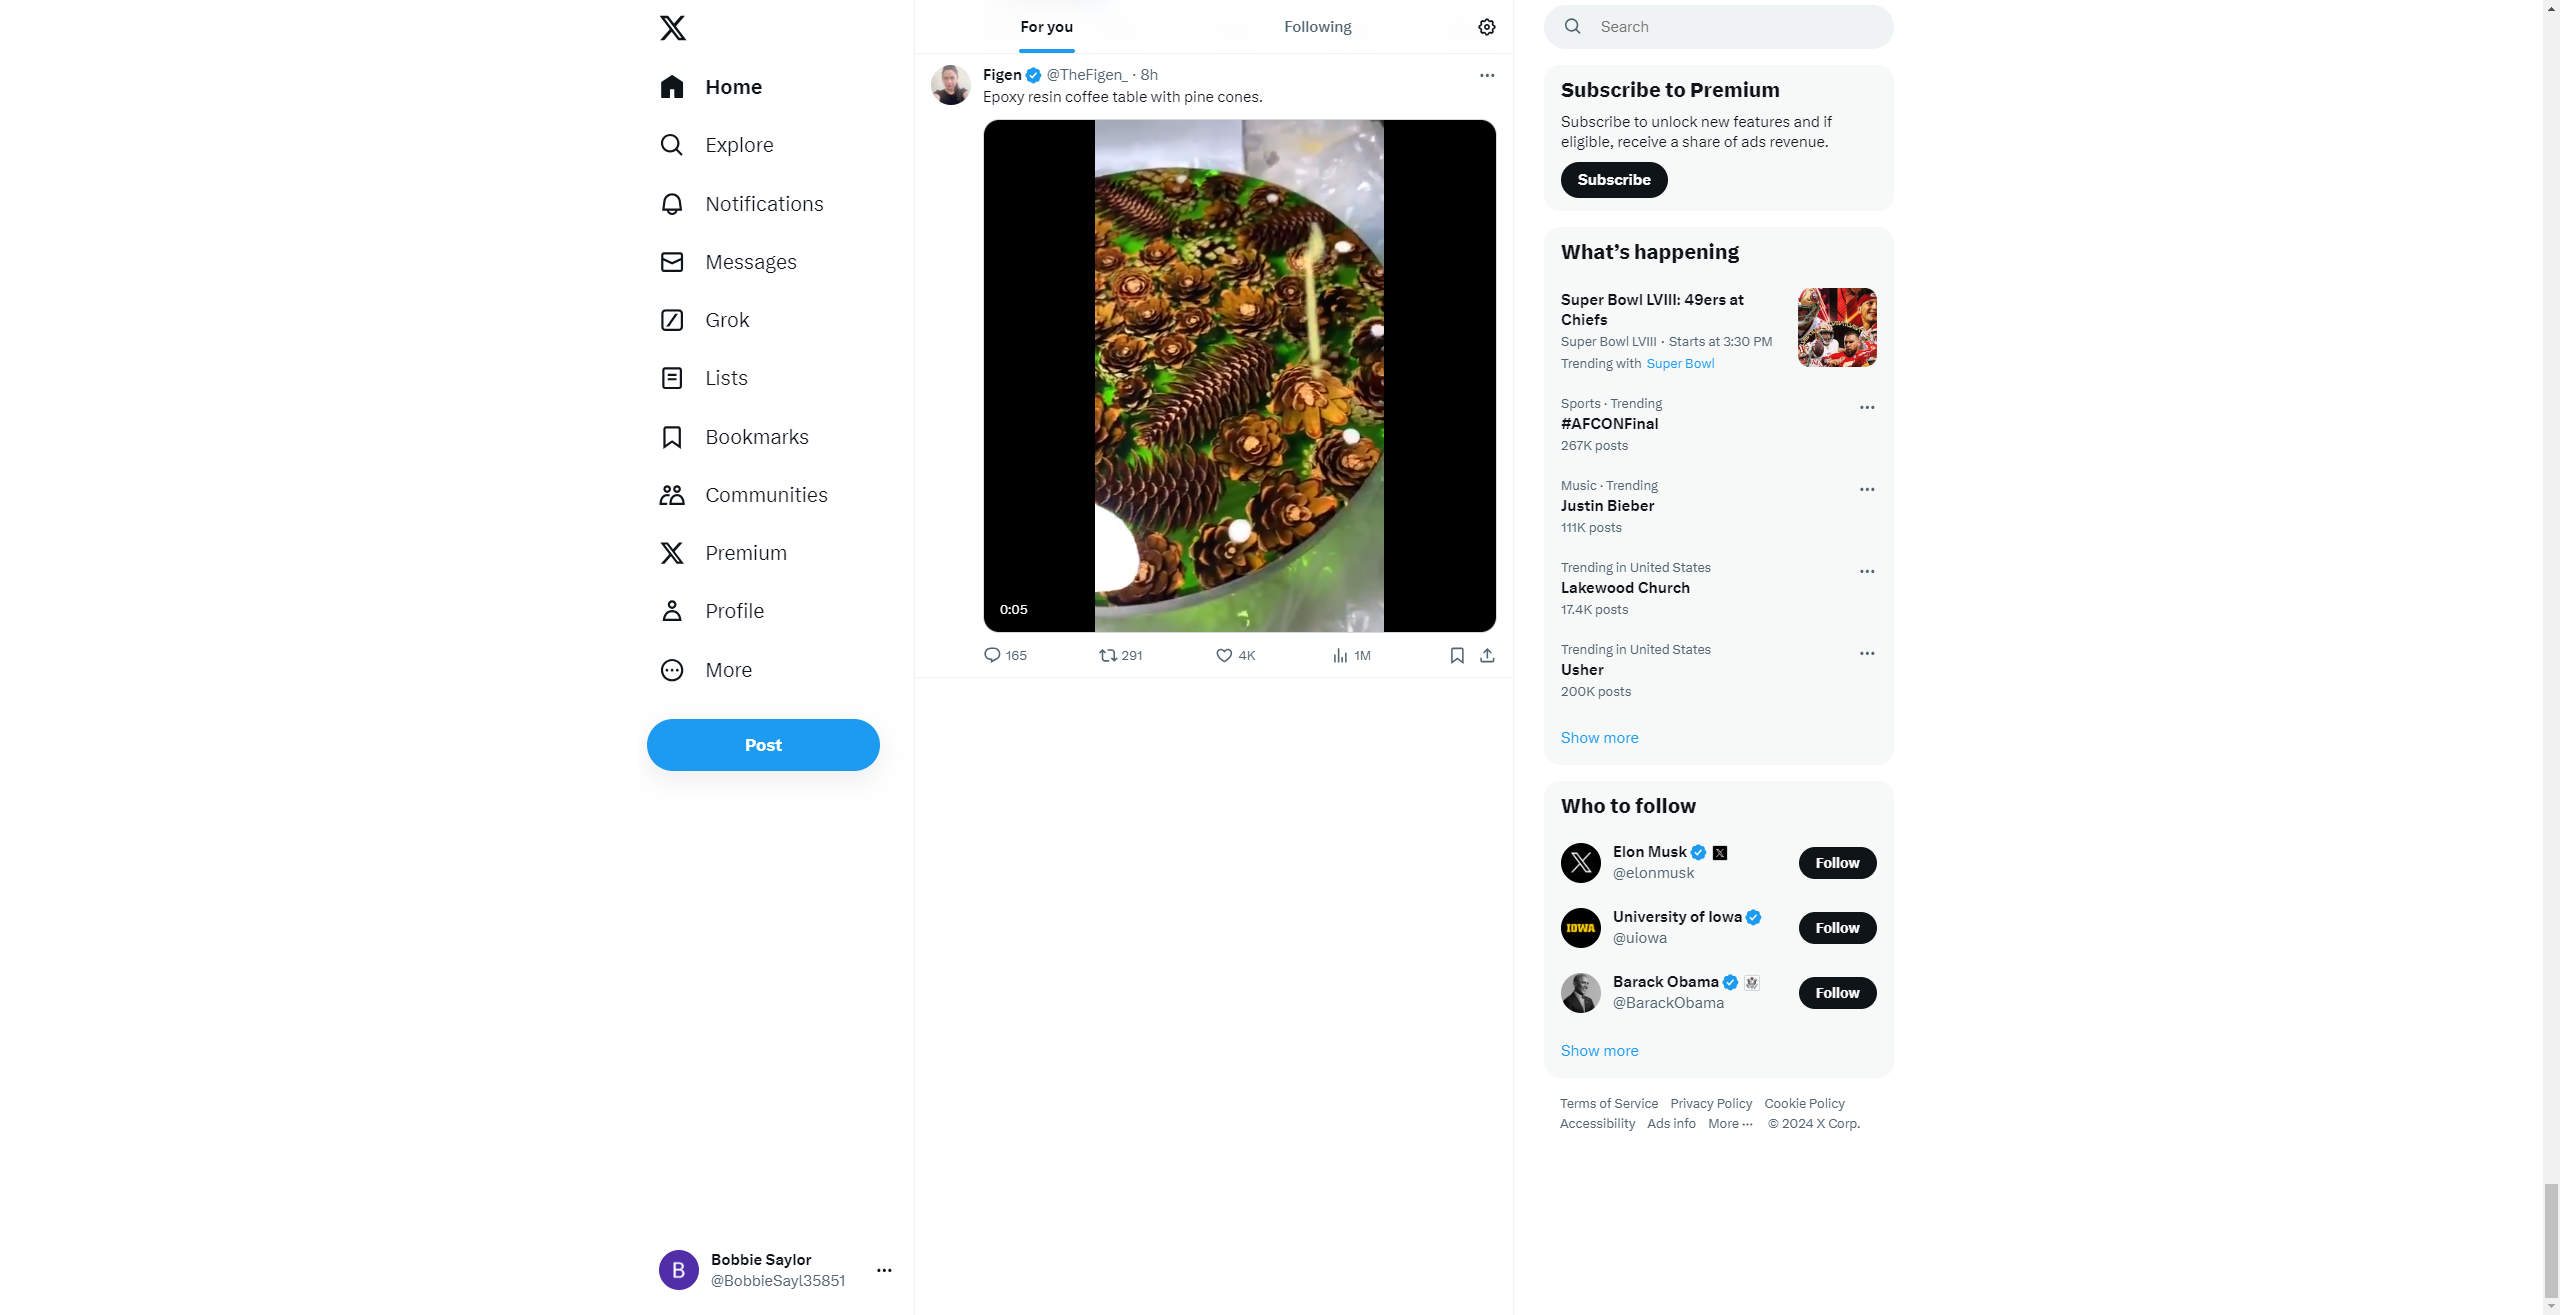 Home
Explore
Notifications
Messages
Grok
Lists
Bookmarks
Communities
Premium
Profile
More
Post
Bobbie Saylor
@BobbieSayl35851
For you
Following
Figen @TheFigen_ · 8h
Epoxy resin coffee table with pine cones.
0:05
165 291 4K 1M
Search
Subscribe to Premium
Subscribe to unlock new features and if
eligible, receive a share of ads revenue.
Subscribe
What’s happening
Super Bowl LVIII: 49ers at
Chiefs
Super Bowl LVIII · Starts at 3:30 PM
Trending with Super Bowl
Sports · Trending
#AFCONFinal
267K posts
Music · Trending
Justin Bieber
111K posts
Trending in United States
Lakewood Church
17.4K posts
Trending in United States
Usher
200K posts
Show more
Who to follow
Elon Musk
@elonmusk
Follow
IOWA
University of Iowa
@uiowa
Follow
Barack Obama
@BarackObama
Follow
Show more
Terms of Service Privacy Policy Cookie Policy
Accessibility Ads info More ··· © 2024 X Corp.
B